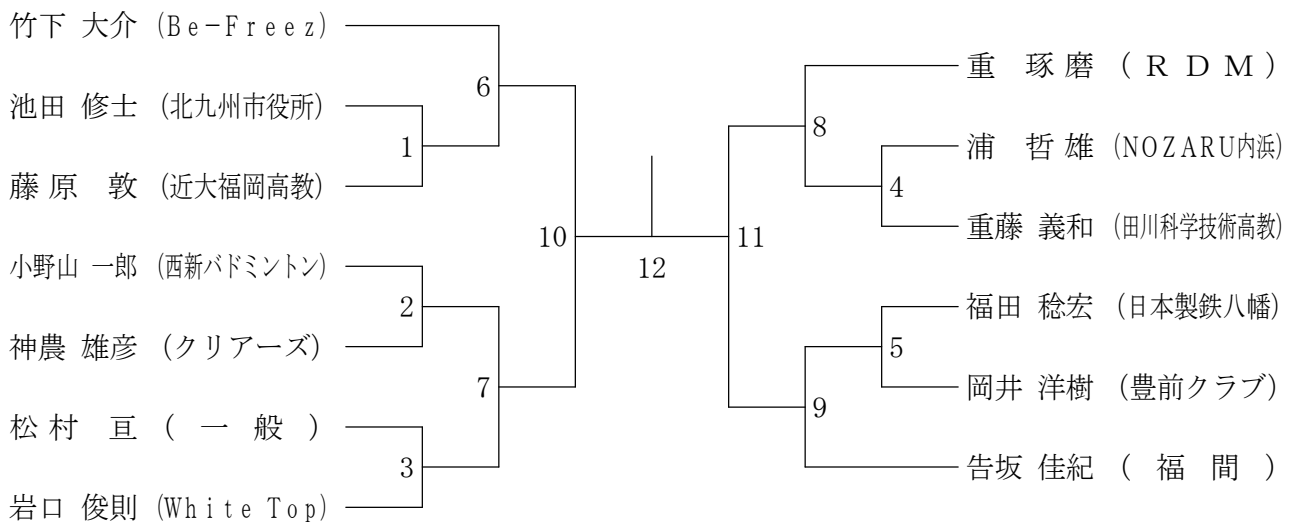 竹下 大介 (Be-Freez)
池田 修士 (北九州市役所)
藤原 敦 (近大福岡高教)
小野山 一郎 (西新バドミントン)
神農 雄彦 (クリアーズ)
松村 亘 (一般)
岩口 俊則 (White Top)
6
1
2
7
3
10
12
11
8
4
5
9
重 琢磨 (RDM)
浦 哲雄 (NOZARU内浜)
重藤 義和 (田川科学技術高教)
福田 稔宏 (日本製鉄八幡)
岡井 洋樹 (豊前クラブ)
告坂 佳紀 (福間)